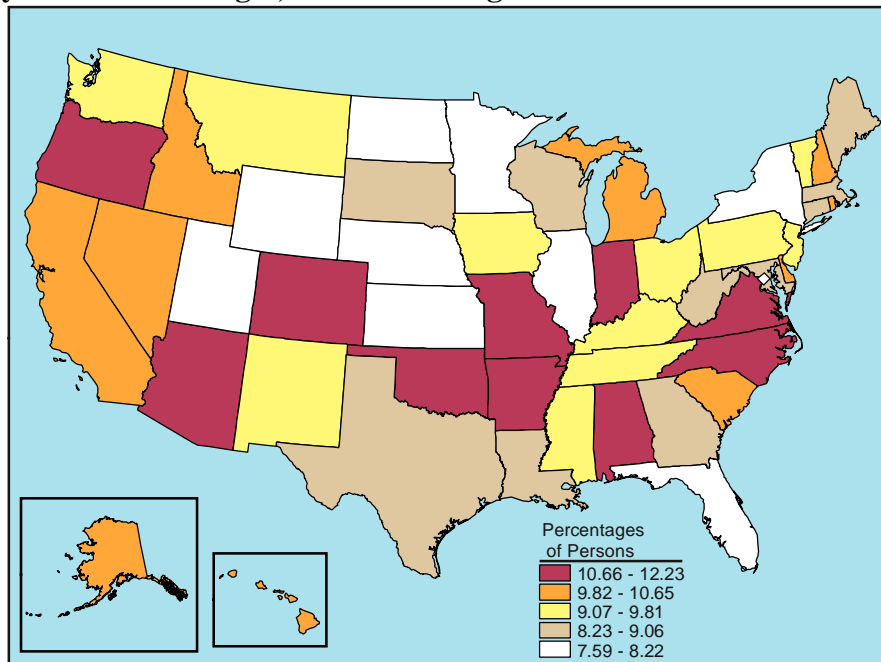 Percentages
of Persons
10.66 - 12.23
9.82 - 10.65
9.07 - 9.81
8.23 - 9.06
7.59 - 8.22